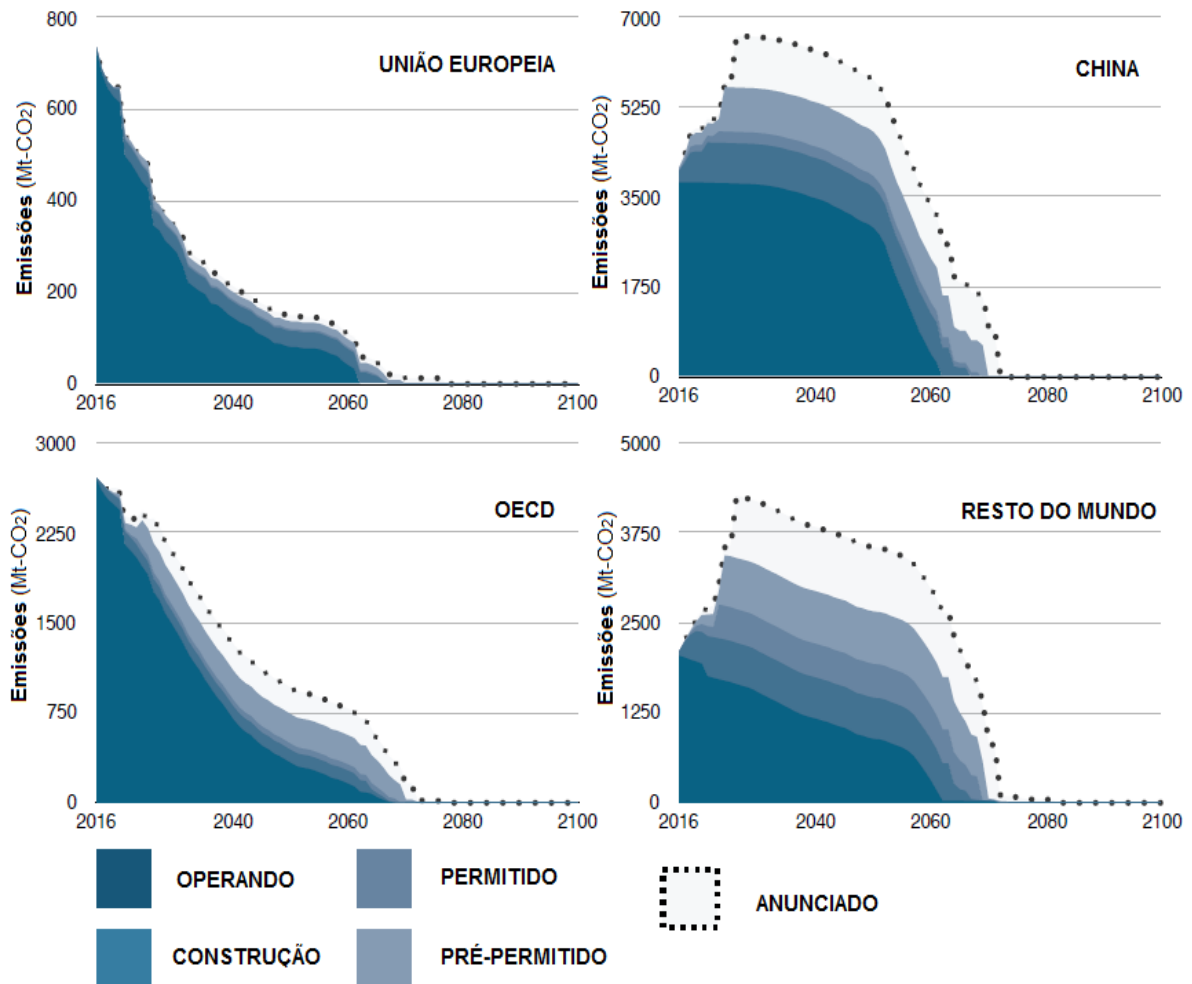 UNIÃO EUROPEIA
Emissões (Mt-CO2)
800
600
400
200
0
2016 2040 2060 2080 2100
CHINA
Emissões (Mt-CO2)
7000
5250
3500
1750
0
2016 2040 2060 2080 2100
OECD
Emissões (Mt-CO2)
3000
2250
1500
750
0
2016 2040 2060 2080 2100
RESTO DO MUNDO
Emissões (Mt-CO2)
5000
3750
2500
1250
0
2016 2040 2060 2080 2100
OPERANDO
PERMITIDO
ANUNCIADO
CONSTRUÇÃO
PRÉ-PERMITIDO